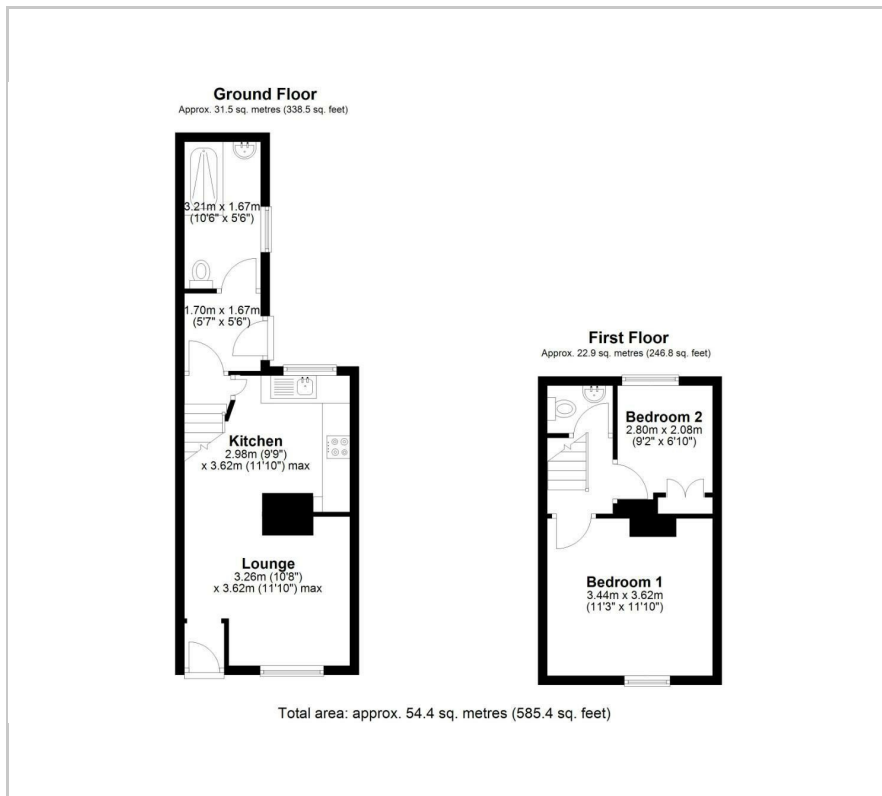 Ground Floor
Approx. 31.5 sq. metres (338.5 sq. feet)
3.21m x 1.67m
(10'6" x 5'6")
1.70m x 1.67m
(5'7" x 5'6")
Kitchen
2.98m (9'9")
x 3.62m (11'10") max
Lounge
3.26m (10'8")
x 3.62m (11'10") max
First Floor
Approx. 22.9 sq. metres (246.8 sq. feet)
Bedroom 2
2.80m x 2.08m
(9'2" x 6'10")
Bedroom 1
3.44m x 3.62m
(11'3" x 11'10")
Total area: approx. 54.4 sq. metres (585.4 sq. feet)